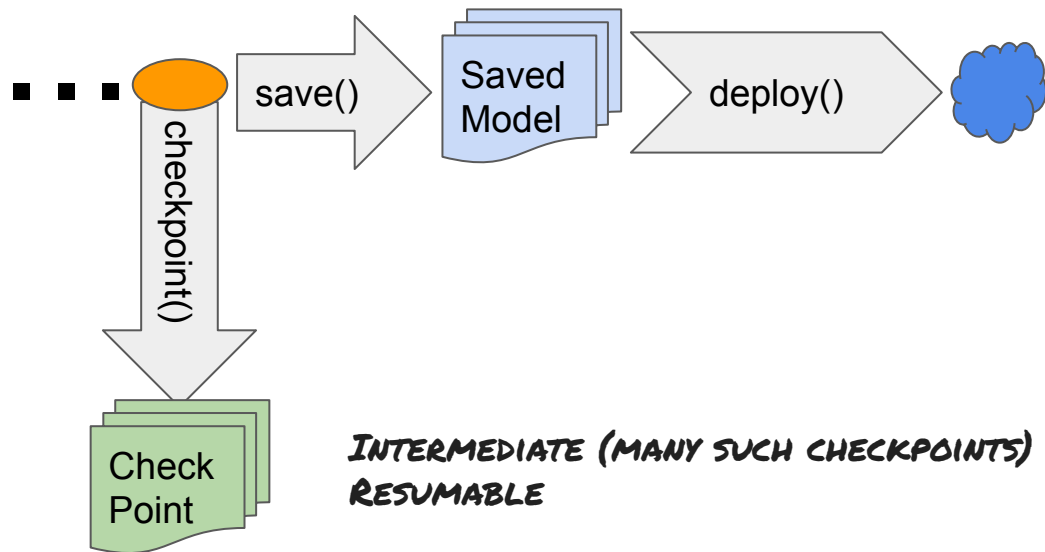 save()
Saved
Model
deploy()
checkpoint()
Check
Point
INTERMEDIATE (MANY SUCH CHECKPOINTS)
RESUMABLE